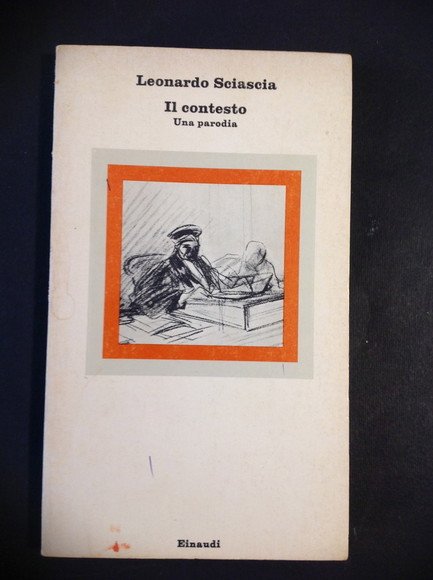 Leonardo Sciascia
Il contesto
Una parodia
Einaudi